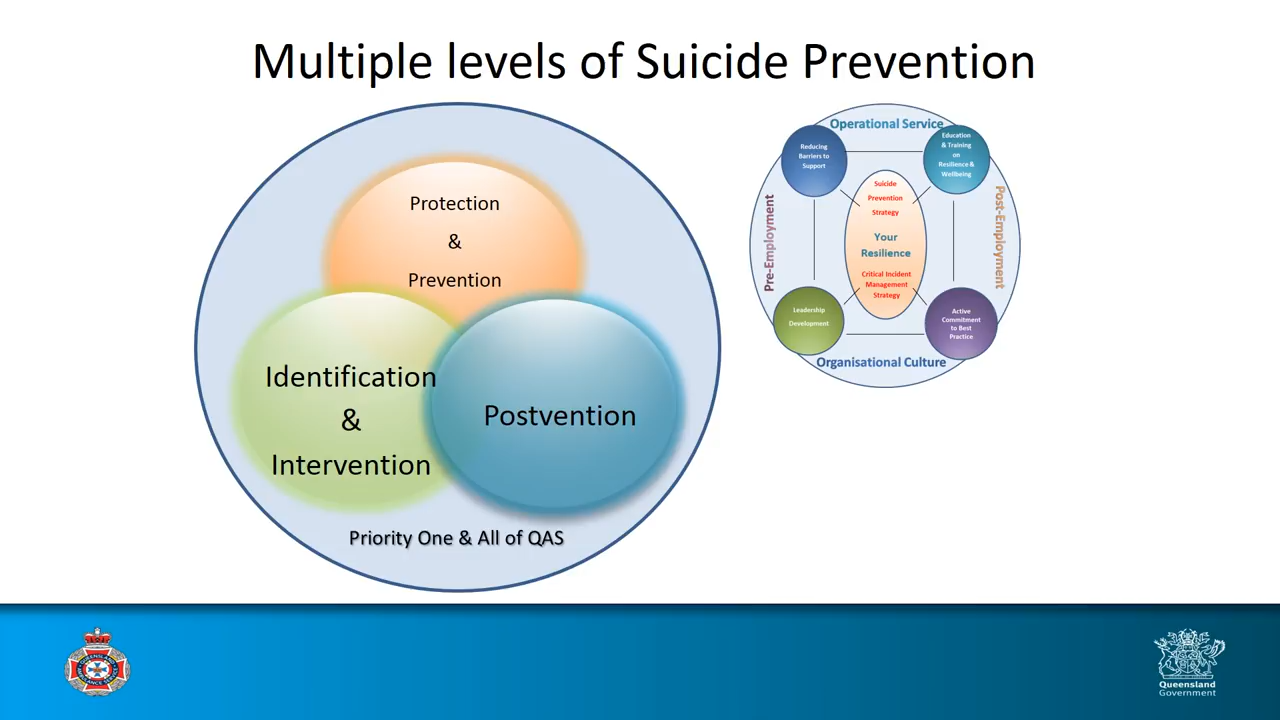 Multiple levels of Suicide Prevention
Protection
&
Prevention
Identification
&
Intervention
Postvention
Priority One & All of QAS
Operational Service
Reducing
Barriers to
Support
Education
& Training
on
Resilience &
Wellbeing
Suicide
Prevention
Strategy
Your
Resilience
Critical Incident
Management
Strategy
Pre-Employment
Post-Employment
Leadership
Development
Active
Commitment
to Best
Practice
Organisational Culture
Queensland
Government